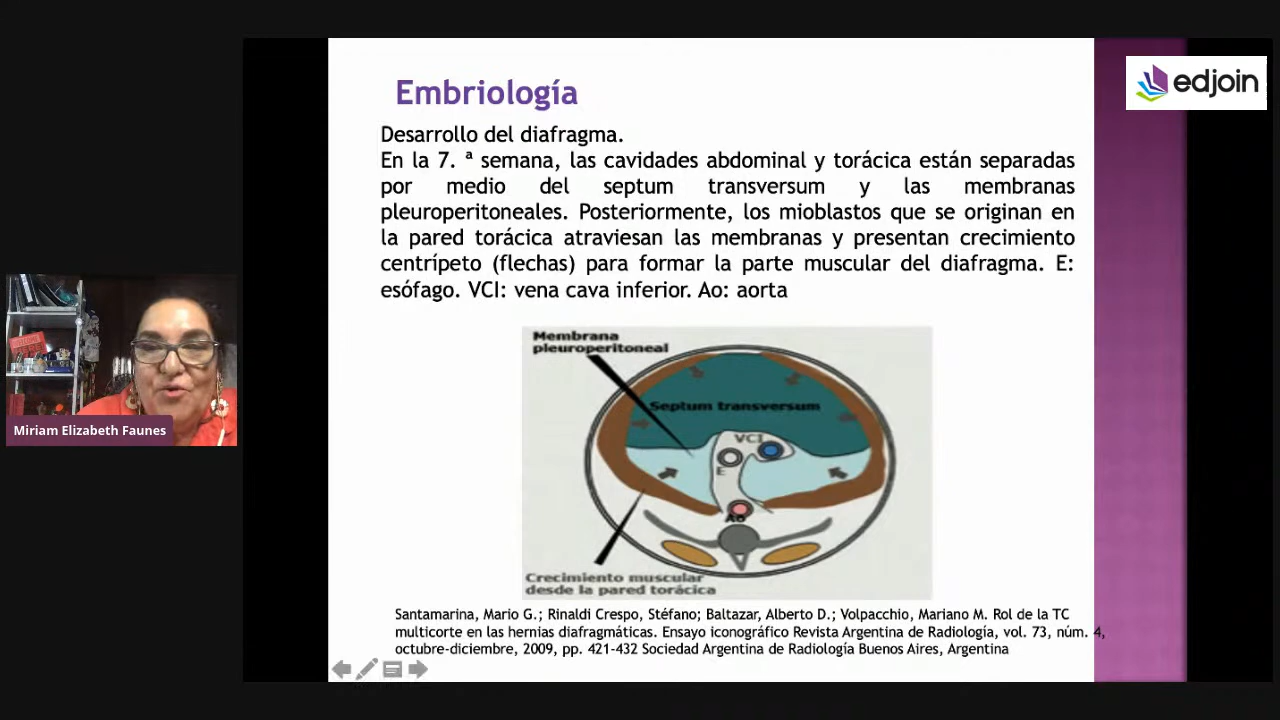 Embriología
edjoin
Desarrollo del diafragma.
En la 7. ª semana, las cavidades abdominal y torácica están separadas
por medio del septum transversum y las membranas
pleuroperitoneales. Posteriormente, los mioblastos que se originan en
la pared torácica atraviesan las membranas y presentan crecimiento
centrípeto (flechas) para formar la parte muscular del diafragma. E:
esófago. VCI: vena cava inferior. Ao: aorta
Membrana
pleuroperitoneal
Septum transversum
VCI
E
Ao
Crecimiento muscular
desde la pared torácica
Miriam Elizabeth Faunes
Santamarina, Mario G.; Rinaldi Crespo, Stéfano; Baltazar, Alberto D.; Volpacchio, Mariano M. Rol de la TC
multicorte en las hernias diafragmáticas. Ensayo iconográfico Revista Argentina de Radiología, vol. 73, núm. 4,
octubre-diciembre, 2009, pp. 421-432 Sociedad Argentina de Radiología Buenos Aires, Argentina